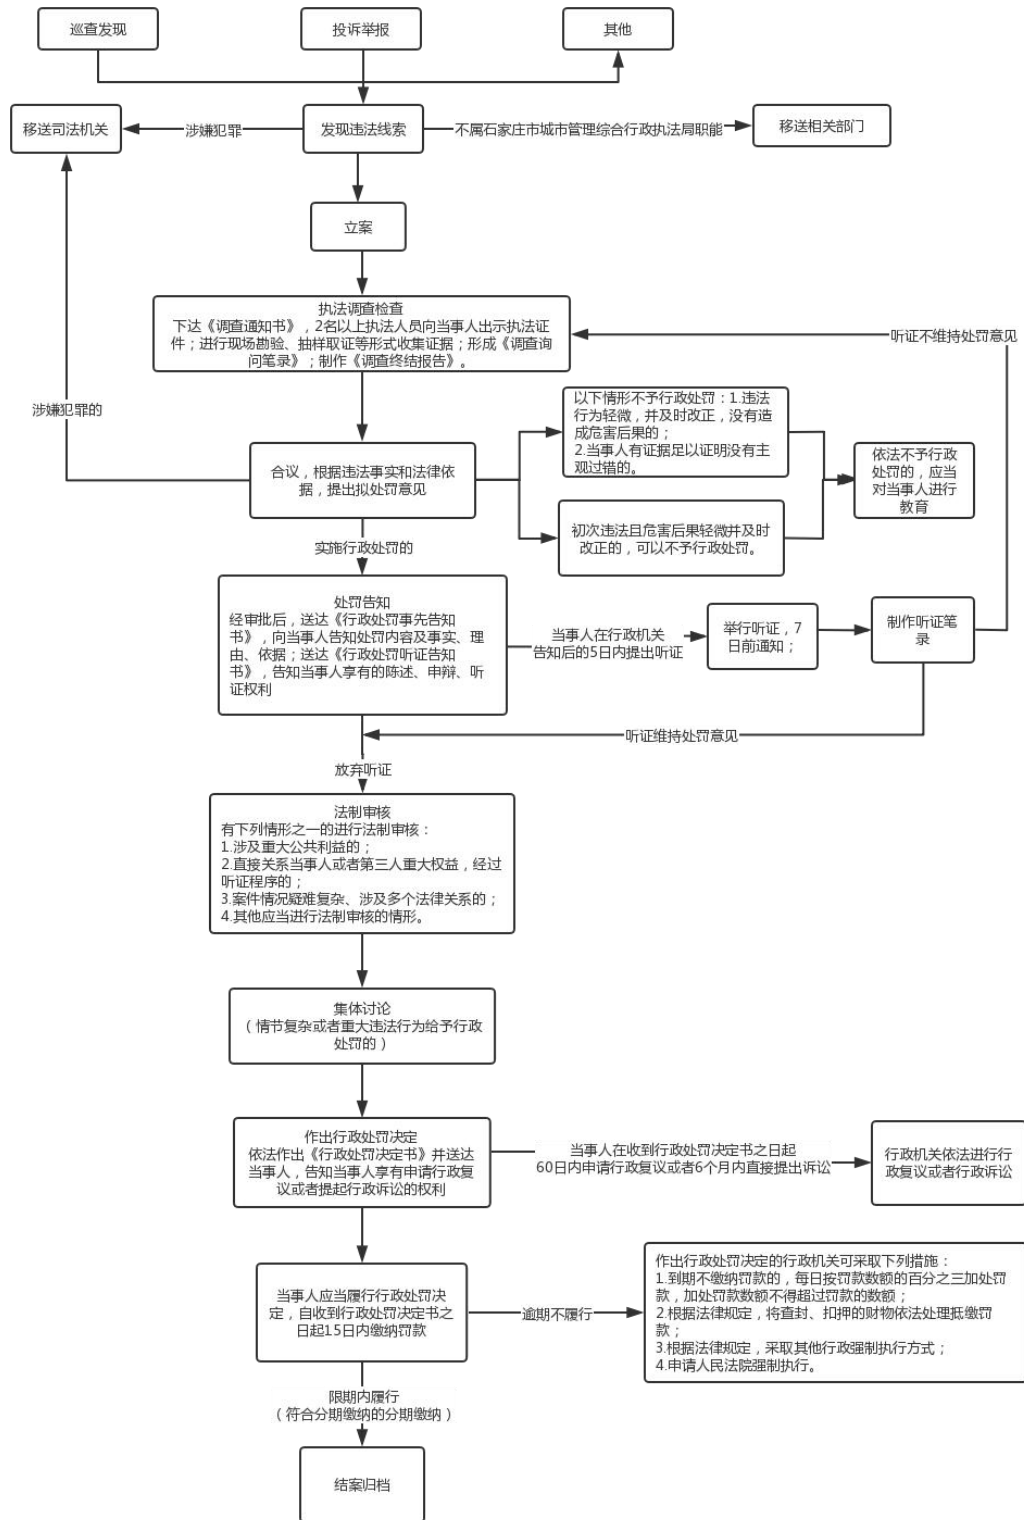 巡查发现
投诉举报
其他
移送司法机关
涉嫌犯罪
发现违法线索
不属石家庄市城市管理综合行政执法局职能
移送相关部门
立案
执法调查检查
下达《调查通知书》，2名以上执法人员向当事人出示执法证
件；进行现场勘验、抽样取证等形式收集证据；形成《调查询
问笔录》；制作《调查终结报告》。
听证不维持处罚意见
涉嫌犯罪的
以下情形不予行政处罚：1.违法
行为轻微，并及时改正，没有造
成危害后果的；
2.当事人有证据足以证明没有主
观过错的。
合议，根据违法事实和法律依
据，提出拟处罚意见
依法不予行政
处罚的，应当
对当事人进行
教育
初次违法且危害后果轻微并及时
改正的，可以不予行政处罚。
实施行政处罚的
处罚告知
经审批后，送达《行政处罚事先告知
书》，向当事人告知处罚内容及事实、理
由、依据；送达《行政处罚听证告知
书》，告知当事人享有的陈述、申辩、听
证权利
当事人在行政机关
告知后的5日内提出听证
举行听证，7
日前通知；
制作听证笔
录
听证维持处罚意见
放弃听证
法制审核
有下列情形之一的进行法制审核：
1.涉及重大公共利益的；
2.直接关系当事人或者第三人重大权益，经过
听证程序的；
3.案件情况疑难复杂、涉及多个法律关系的；
4.其他应当进行法制审核的情形。
集体讨论
（情节复杂或者重大违法行为给予行政
处罚的）
作出行政处罚决定
依法作出《行政处罚决定书》并送达
当事人，告知当事人享有申请行政复
议或者提起行政诉讼的权利
当事人在收到行政处罚决定书之日起
60日内申请行政复议或者6个月内直接提出诉讼
行政机关依法进行行
政复议或者行政诉讼
当事人应当履行行政处罚决
定，自收到行政处罚决定书之
日起15日内缴纳罚款
逾期不履行
作出行政处罚决定的行政机关可采取下列措施：
1.到期不缴纳罚款的，每日按罚款数额的百分之三加处罚
款，加处罚款数额不得超过罚款的数额；
2.根据法律规定，将查封、扣押的财物依法处理抵缴罚
款；
3.根据法律规定，采取其他行政强制执行方式；
4.申请人民法院强制执行。
限期内履行
（符合分期缴纳的分期缴纳）
结案归档